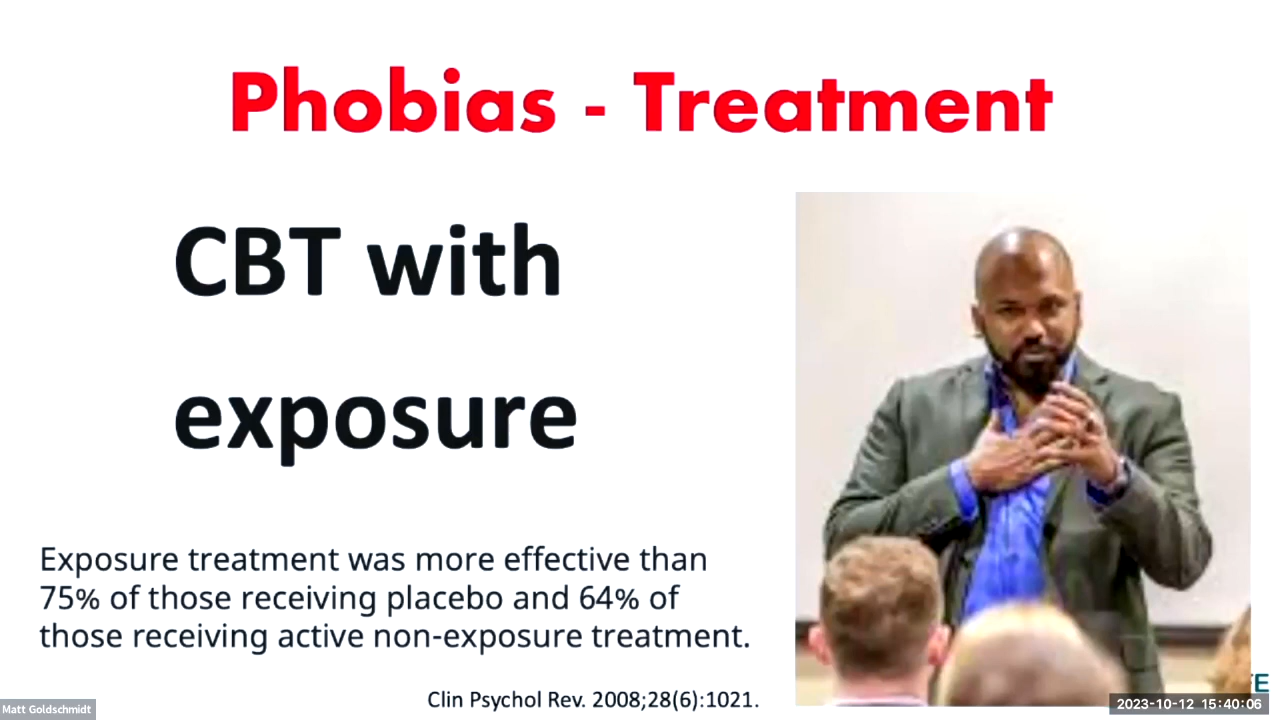 Phobias - Treatment
CBT with
exposure
Exposure treatment was more effective than
75% of those receiving placebo and 64% of
those receiving active non-exposure treatment.
Clin Psychol Rev. 2008;28(6):1021.
FE
Matt Goldschmidt
2023-10-12 15:40:06